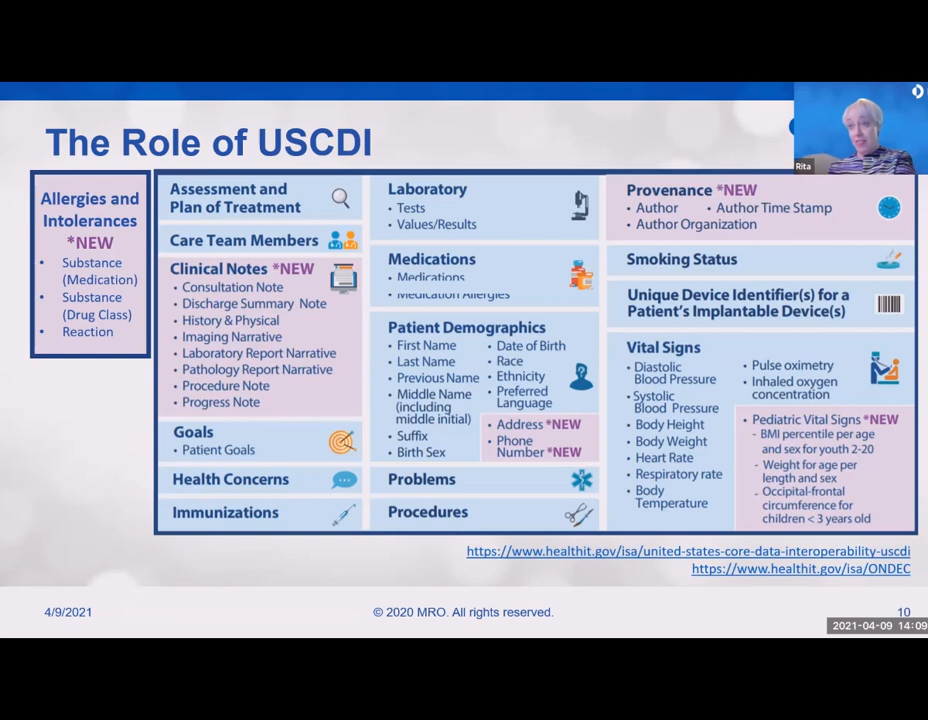 The Role of USCDI
Rita
Allergies and
Intolerances
*NEW
• Substance
(Medication)
• Substance
(Drug Class)
• Reaction
Assessment and
Plan of Treatment
Care Team Members
Clinical Notes *NEW
• Consultation Note
• Discharge Summary Note
• History & Physical
• Imaging Narrative
• Laboratory Report Narrative
• Pathology Report Narrative
• Procedure Note
• Progress Note
Goals
• Patient Goals
Health Concerns
Immunizations
Laboratory
• Tests
• Values/Results
Medications
• Medications
• Medication Allergies
Patient Demographics
• First Name
• Last Name
• Previous Name
• Middle Name
(including
middle initial)
• Suffix
• Birth Sex
• Date of Birth
• Race
• Ethnicity
• Preferred
Language
• Address *NEW
• Phone
Number *NEW
Problems
Procedures
Provenance *NEW
• Author • Author Time Stamp
• Author Organization
Smoking Status
Unique Device Identifier(s) for a
Patient's Implantable Device(s)
Vital Signs
• Diastolic
Blood Pressure
• Systolic
Blood Pressure
• Body Height
• Body Weight
• Heart Rate
• Respiratory rate
• Body
Temperature
• Pulse oximetry
• Inhaled oxygen
concentration
• Pediatric Vital Signs *NEW
- BMI percentile per age
and sex for youth 2-20
- Weight for age per
length and sex
- Occipital-frontal
circumference for
children < 3 years old
https://www.healthit.gov/isa/united-states-core-data-interoperability-uscdi
https://www.healthit.gov/isa/ONDEC
4/9/2021 © 2020 MRO. All rights reserved. 10
2021-04-09 14:09